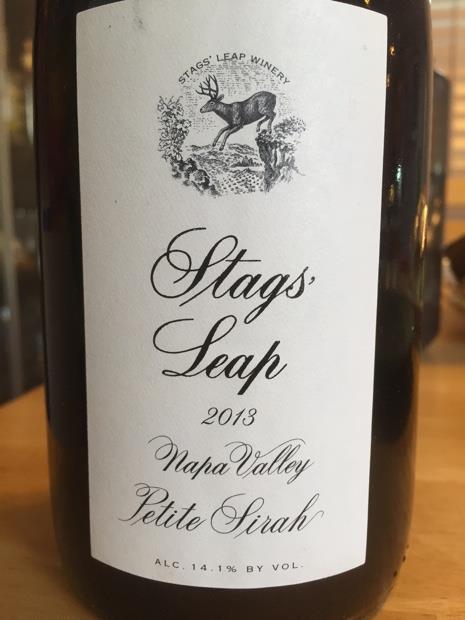 STAGS' LEAP WINERY
Stags'
Leap
2013
Napa Valley
Petite Sirah
ALC. 14.1% BY VOL.